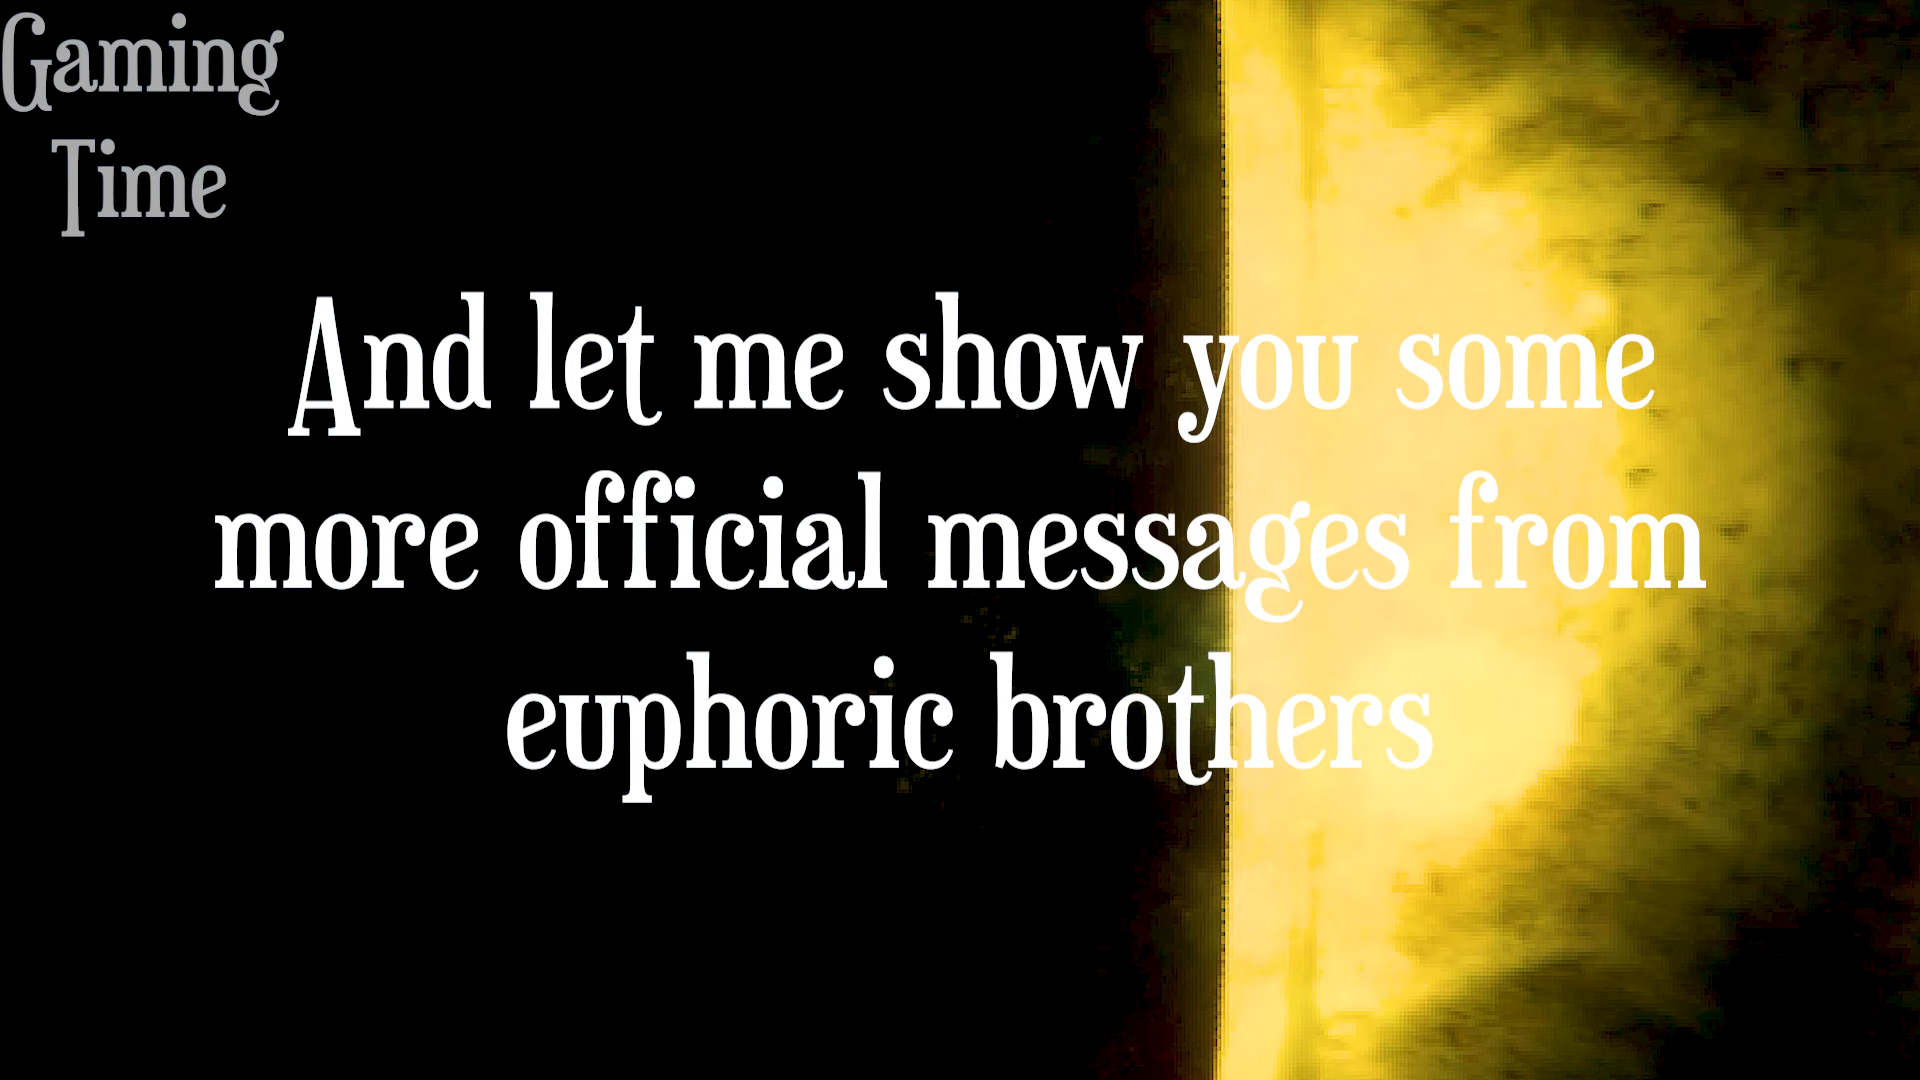 Gaming
Time
And let me show you some
more official messages from
euphoric brothers